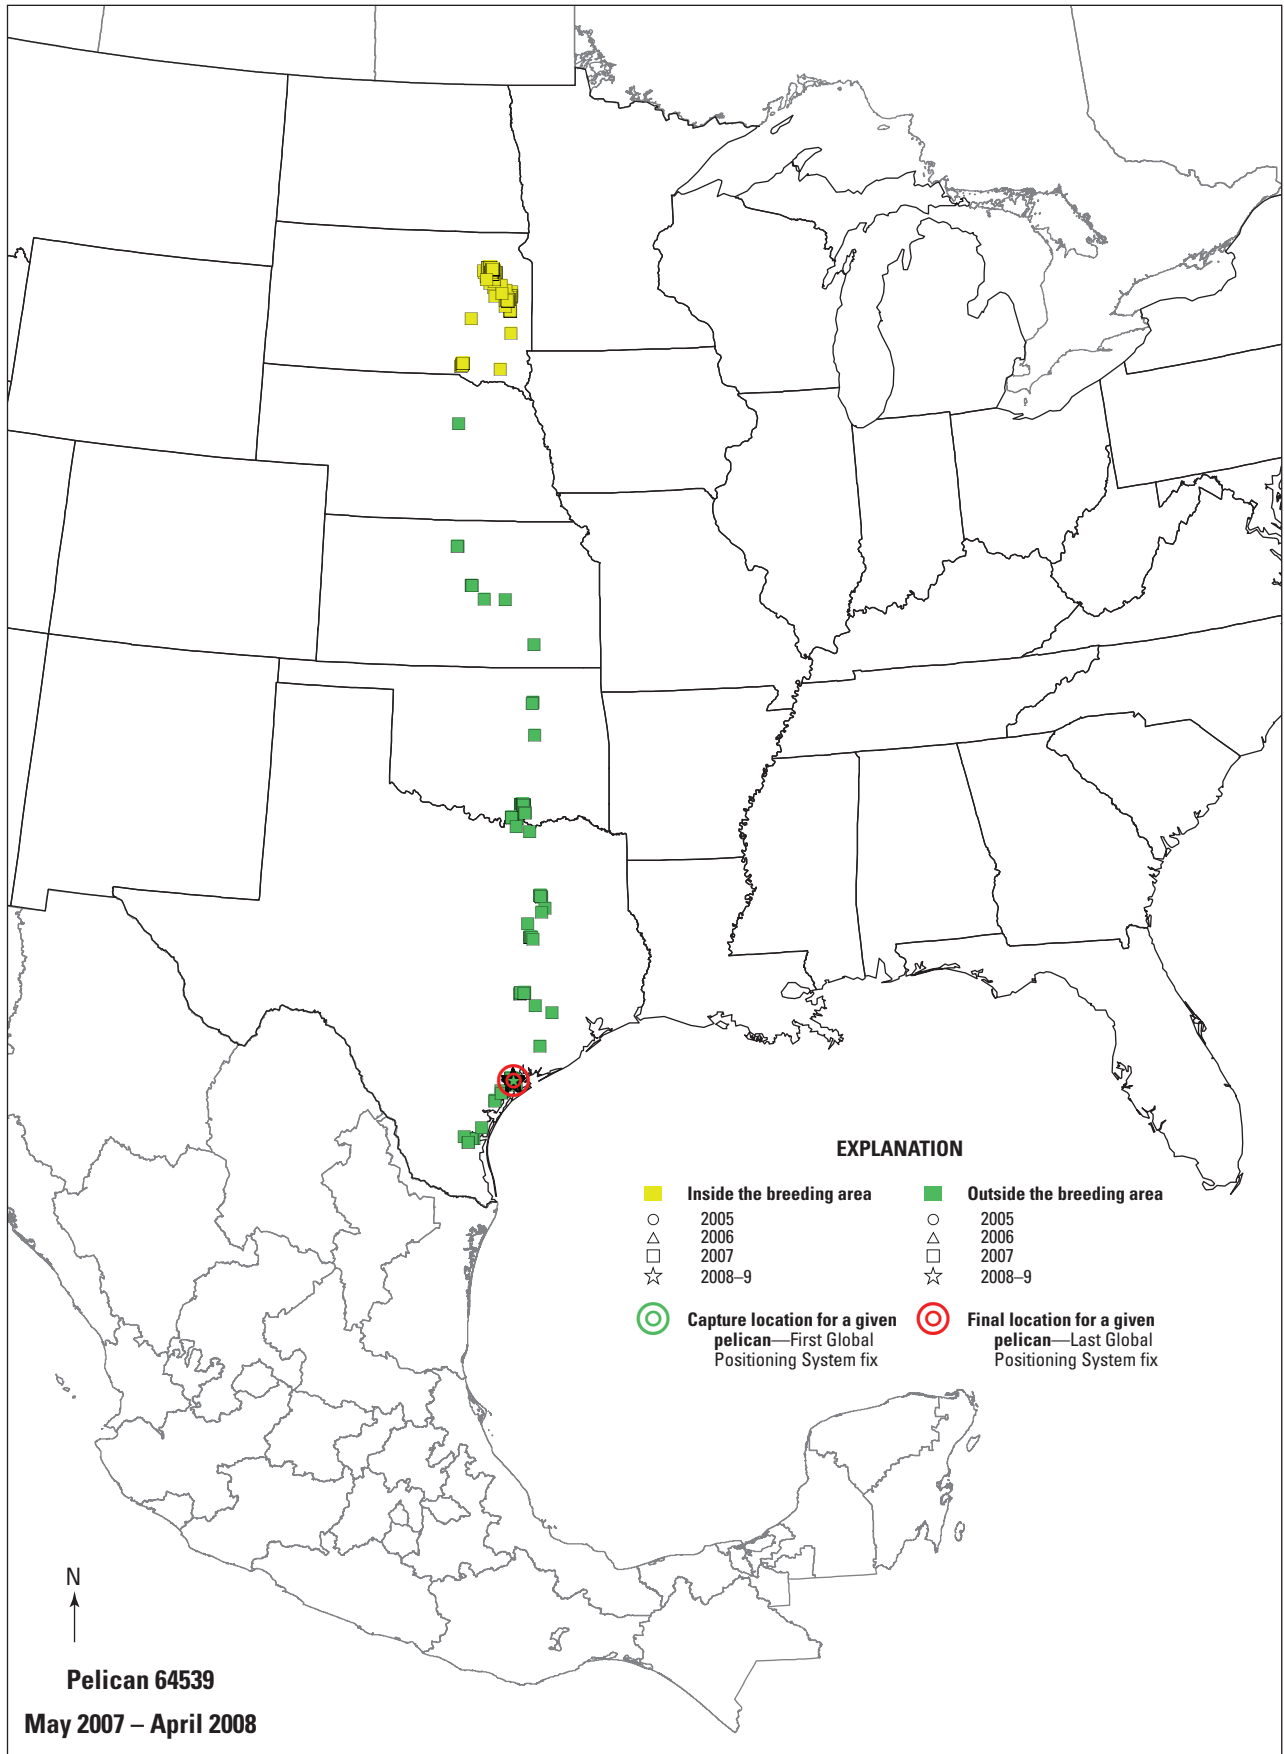 EXPLANATION
Inside the breeding area
2005
2006
2007
2008–9
Capture location for a given
pelican—First Global
Positioning System fix
Outside the breeding area
2005
2006
2007
2008–9
Final location for a given
pelican—Last Global
Positioning System fix
N
Pelican 64539
May 2007 – April 2008